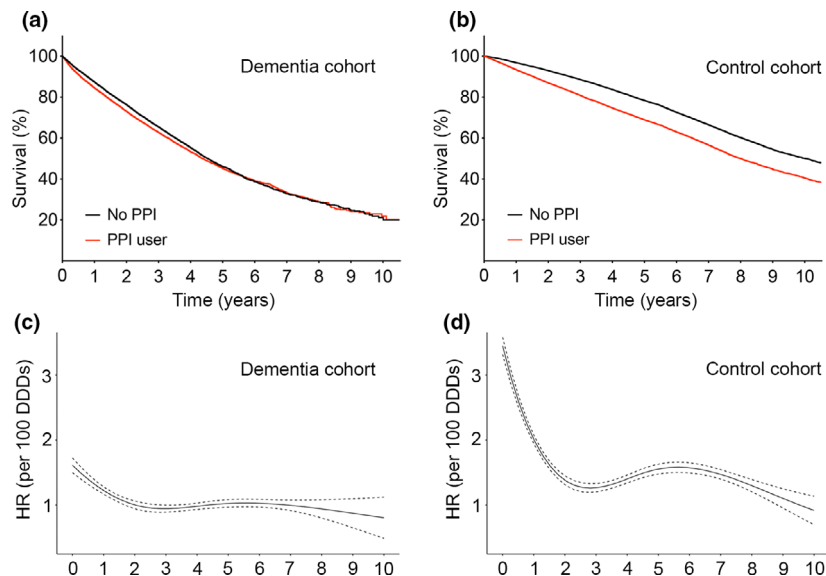 (a)
Dementia cohort
Survival (%)
100
80
60
40
20
No PPI
PPI user
0 1 2 3 4 5 6 7 8 9 10
Time (years)
(b)
Control cohort
Survival (%)
100
80
60
40
20
No PPI
PPI user
0 1 2 3 4 5 6 7 8 9 10
Time (years)
(c)
Dementia cohort
HR (per 100 DDDs)
3
2
1
0 1 2 3 4 5 6 7 8 9 10
(d)
Control cohort
HR (per 100 DDDs)
3
2
1
0 1 2 3 4 5 6 7 8 9 10